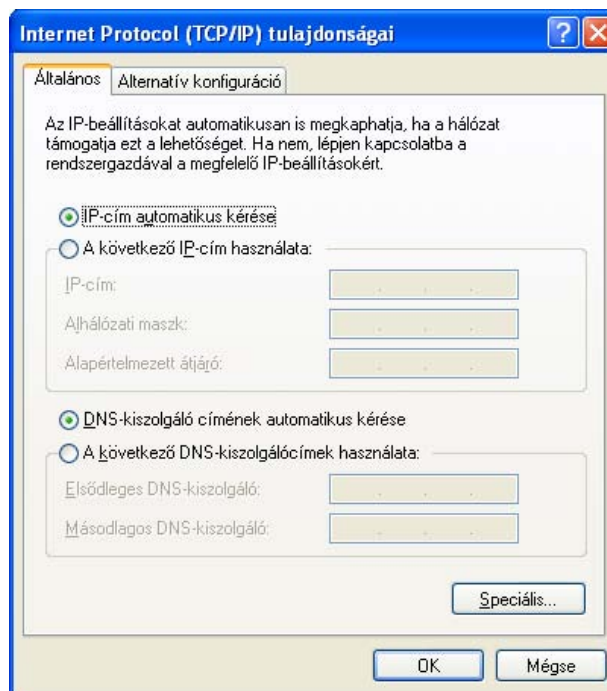 Internet Protocol (TCP/IP) tulajdonságai
Általános
Alternatív konfiguráció
Az IP-beállításokat automatikusan is megkaphatja, ha a hálózat
támogatja ezt a lehetőséget. Ha nem, lépjen kapcsolatba a
rendszergazdával a megfelelő IP-beállításokért.
IP-cím automatikus kérése
A következő IP-cím használata:
IP-cím:
Alhálózati maszk:
Alapértelmezett átjáró:
DNS-kiszolgáló címének automatikus kérése
A következő DNS-kiszolgálócímek használata:
Elsődleges DNS-kiszolgáló:
Másodlagos DNS-kiszolgáló:
Speciális...
OK
Mégse